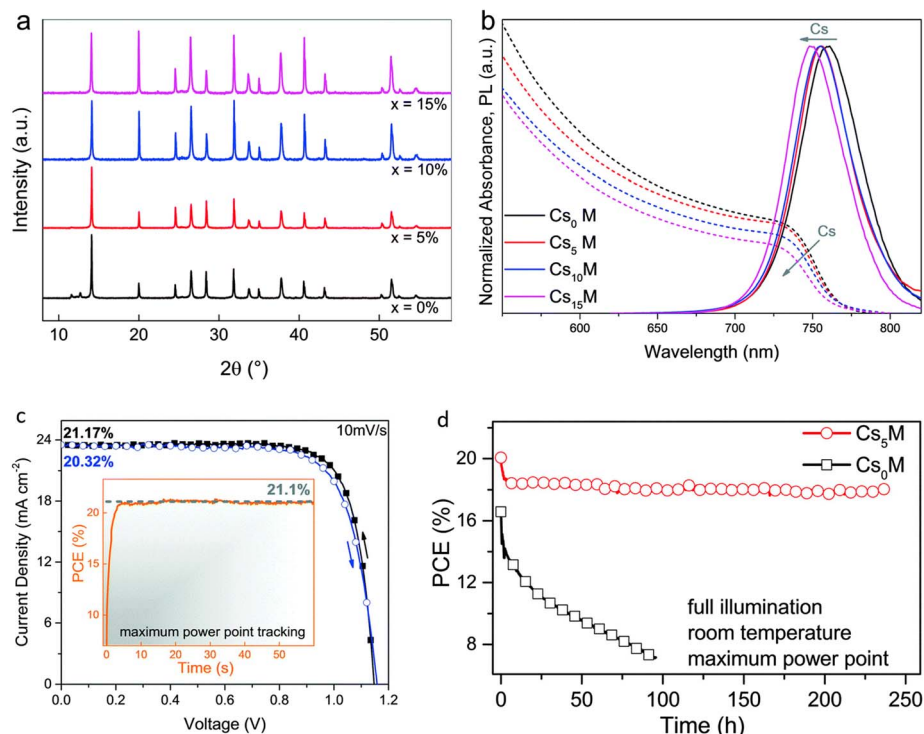 a
Intensity (a.u.)
x = 15%
x = 10%
x = 5%
x = 0%
10 20 30 40 50
2θ (°)
b
Normalized Absorbance, PL (a.u.)
Cs
Cs₀ M
Cs₅ M
Cs₁₀M
Cs₁₅M
Cs
600 650 700 750 800
Wavelength (nm)
c
Current Density (mA cm⁻²)
30
24
18
12
6
0
21.17%
20.32%
10mV/s
21.1%
PCE (%)
20
15
10
maximum power point tracking
0 10 20 30 40 50
Time (s)
0.0 0.2 0.4 0.6 0.8 1.0 1.2
Voltage (V)
d
PCE (%)
20
16
12
8
Cs₅M
Cs₀M
full illumination
room temperature
maximum power point
0 50 100 150 200 250
Time (h)